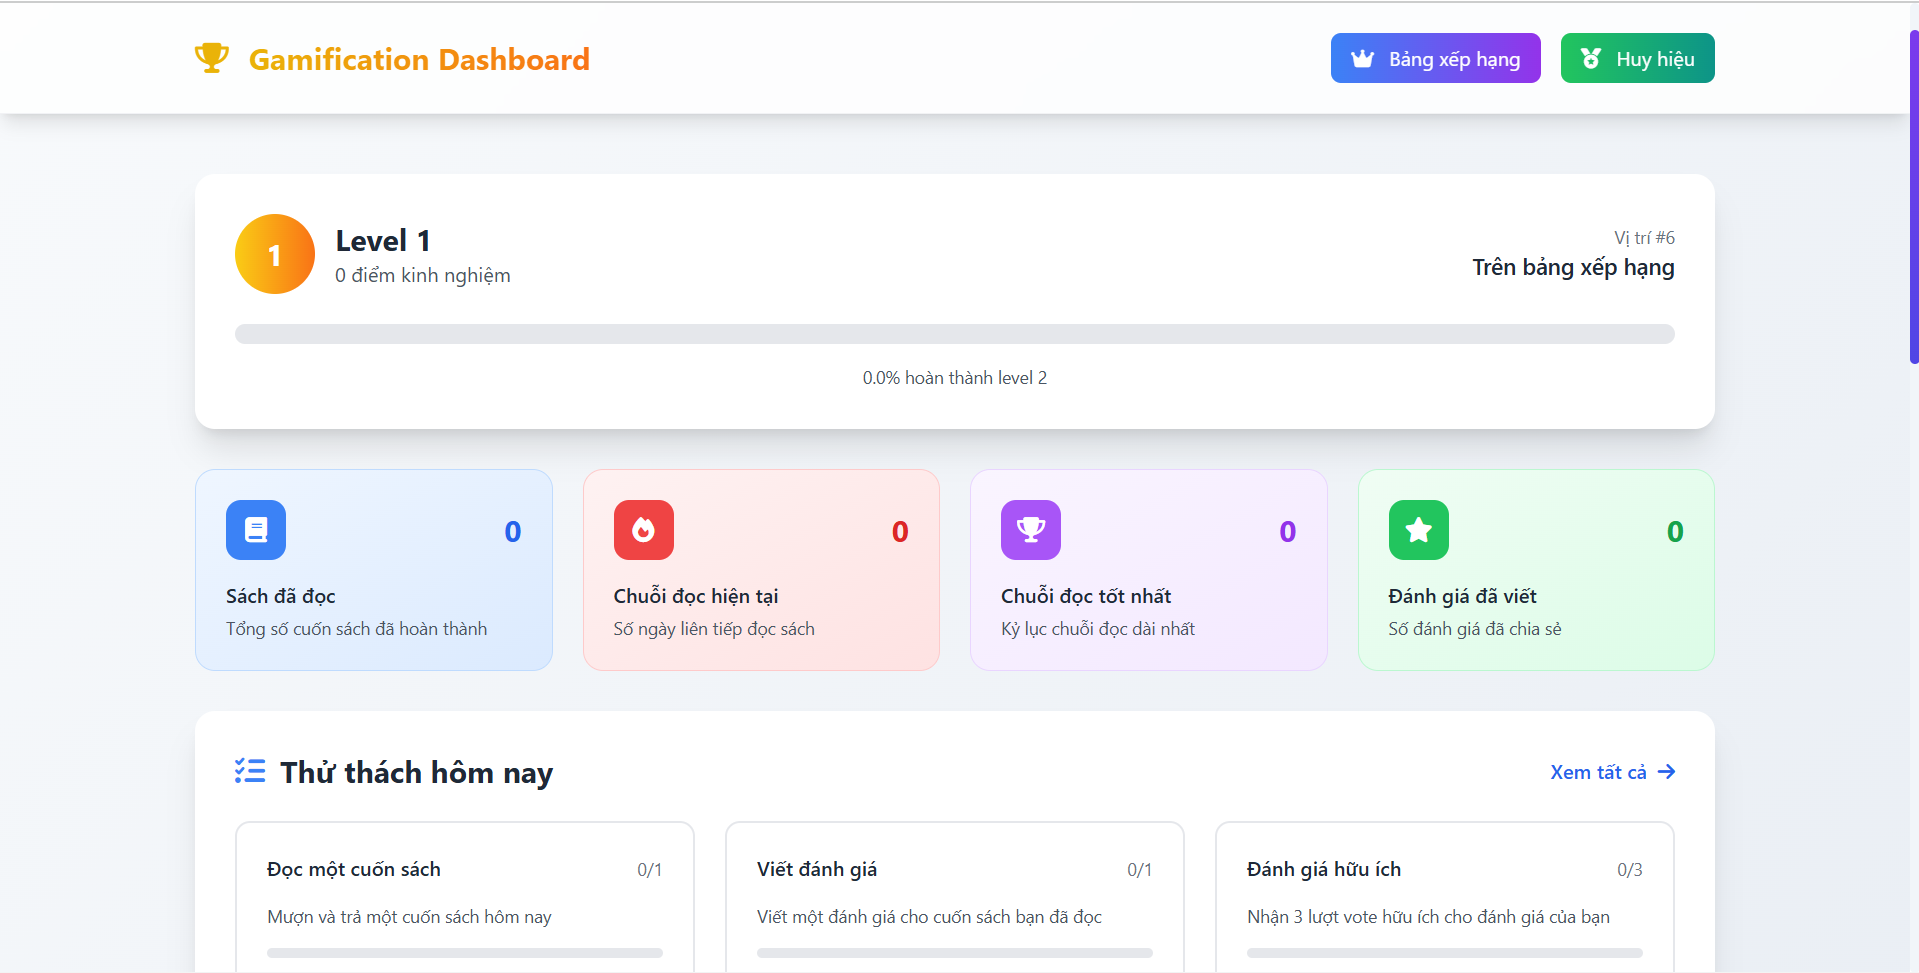 Gamification Dashboard
Bảng xếp hạng
Huy hiệu
1
Level 1
0 điểm kinh nghiệm
Vị trí #6
Trên bảng xếp hạng
0.0% hoàn thành level 2
0
Sách đã đọc
Tổng số cuốn sách đã hoàn thành
0
Chuỗi đọc hiện tại
Số ngày liên tiếp đọc sách
0
Chuỗi đọc tốt nhất
Kỷ lục chuỗi đọc dài nhất
0
Đánh giá đã viết
Số đánh giá đã chia sẻ
Thử thách hôm nay
Xem tất cả
Đọc một cuốn sách
0/1
Mượn và trả một cuốn sách hôm nay
Viết đánh giá
0/1
Viết một đánh giá cho cuốn sách bạn đã đọc
Đánh giá hữu ích
0/3
Nhận 3 lượt vote hữu ích cho đánh giá của bạn